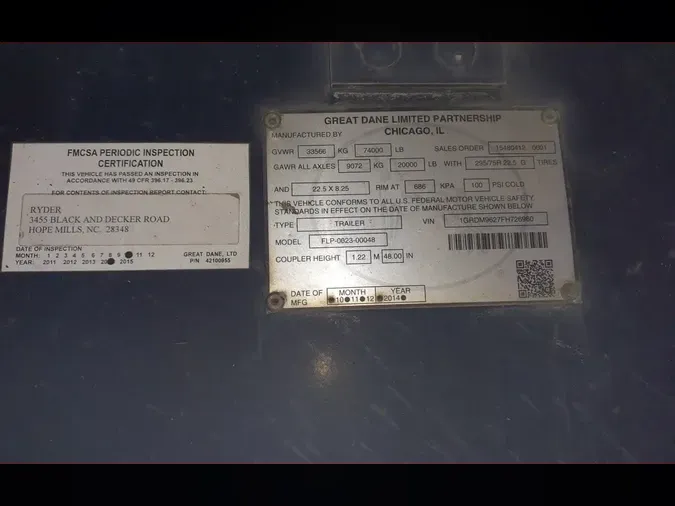 FMCSA PERIODIC INSPECTION
CERTIFICATION
THIS VEHICLE HAS PASSED AN INSPECTION IN
ACCORDANCE WITH 49 CFR 396.17 - 396.23
FOR CONTENTS OF INSPECTION REPORT CONTACT:
RYDER
3455 BLACK AND DECKER ROAD
HOPE MILLS, NC. 28348
DATE OF INSPECTION
MONTH: 1 2 3 4 5 6 7 8 9 11 12
YEAR: 2011 2012 2013 2015
GREAT DANE, LTD
P/N 42100955
GREAT DANE LIMITED PARTNERSHIP
MANUFACTURED BY CHICAGO, IL
GVWR 33566 KG 74000 LB SALES ORDER 0001
GAWR ALL AXLES 9072 KG 20000 LB WITH 295/75R 22.5 G TIRES
AND 22.5 X 8.25 RIM AT 686 KPA 100 PSI COLD
THIS VEHICLE CONFORMS TO ALL U.S. FEDERAL MOTOR VEHICLE SAFETY
STANDARDS IN EFFECT ON THE DATE OF MANUFACTURE SHOWN BELOW
TYPE TRAILER VIN
MODEL FLP-0023-00048
COUPLER HEIGHT 1.22 M 48.00 IN
DATE OF MFG MONTH YEAR
10 11 12 2014